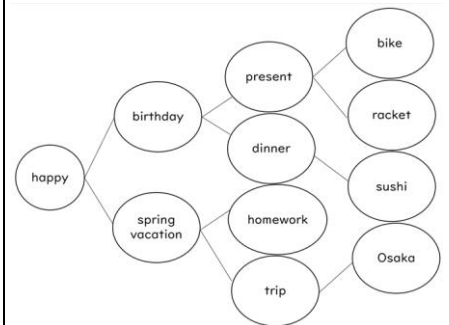 bike
present
racket
birthday
dinner
happy
sushi
spring
vacation
homework
Osaka
trip